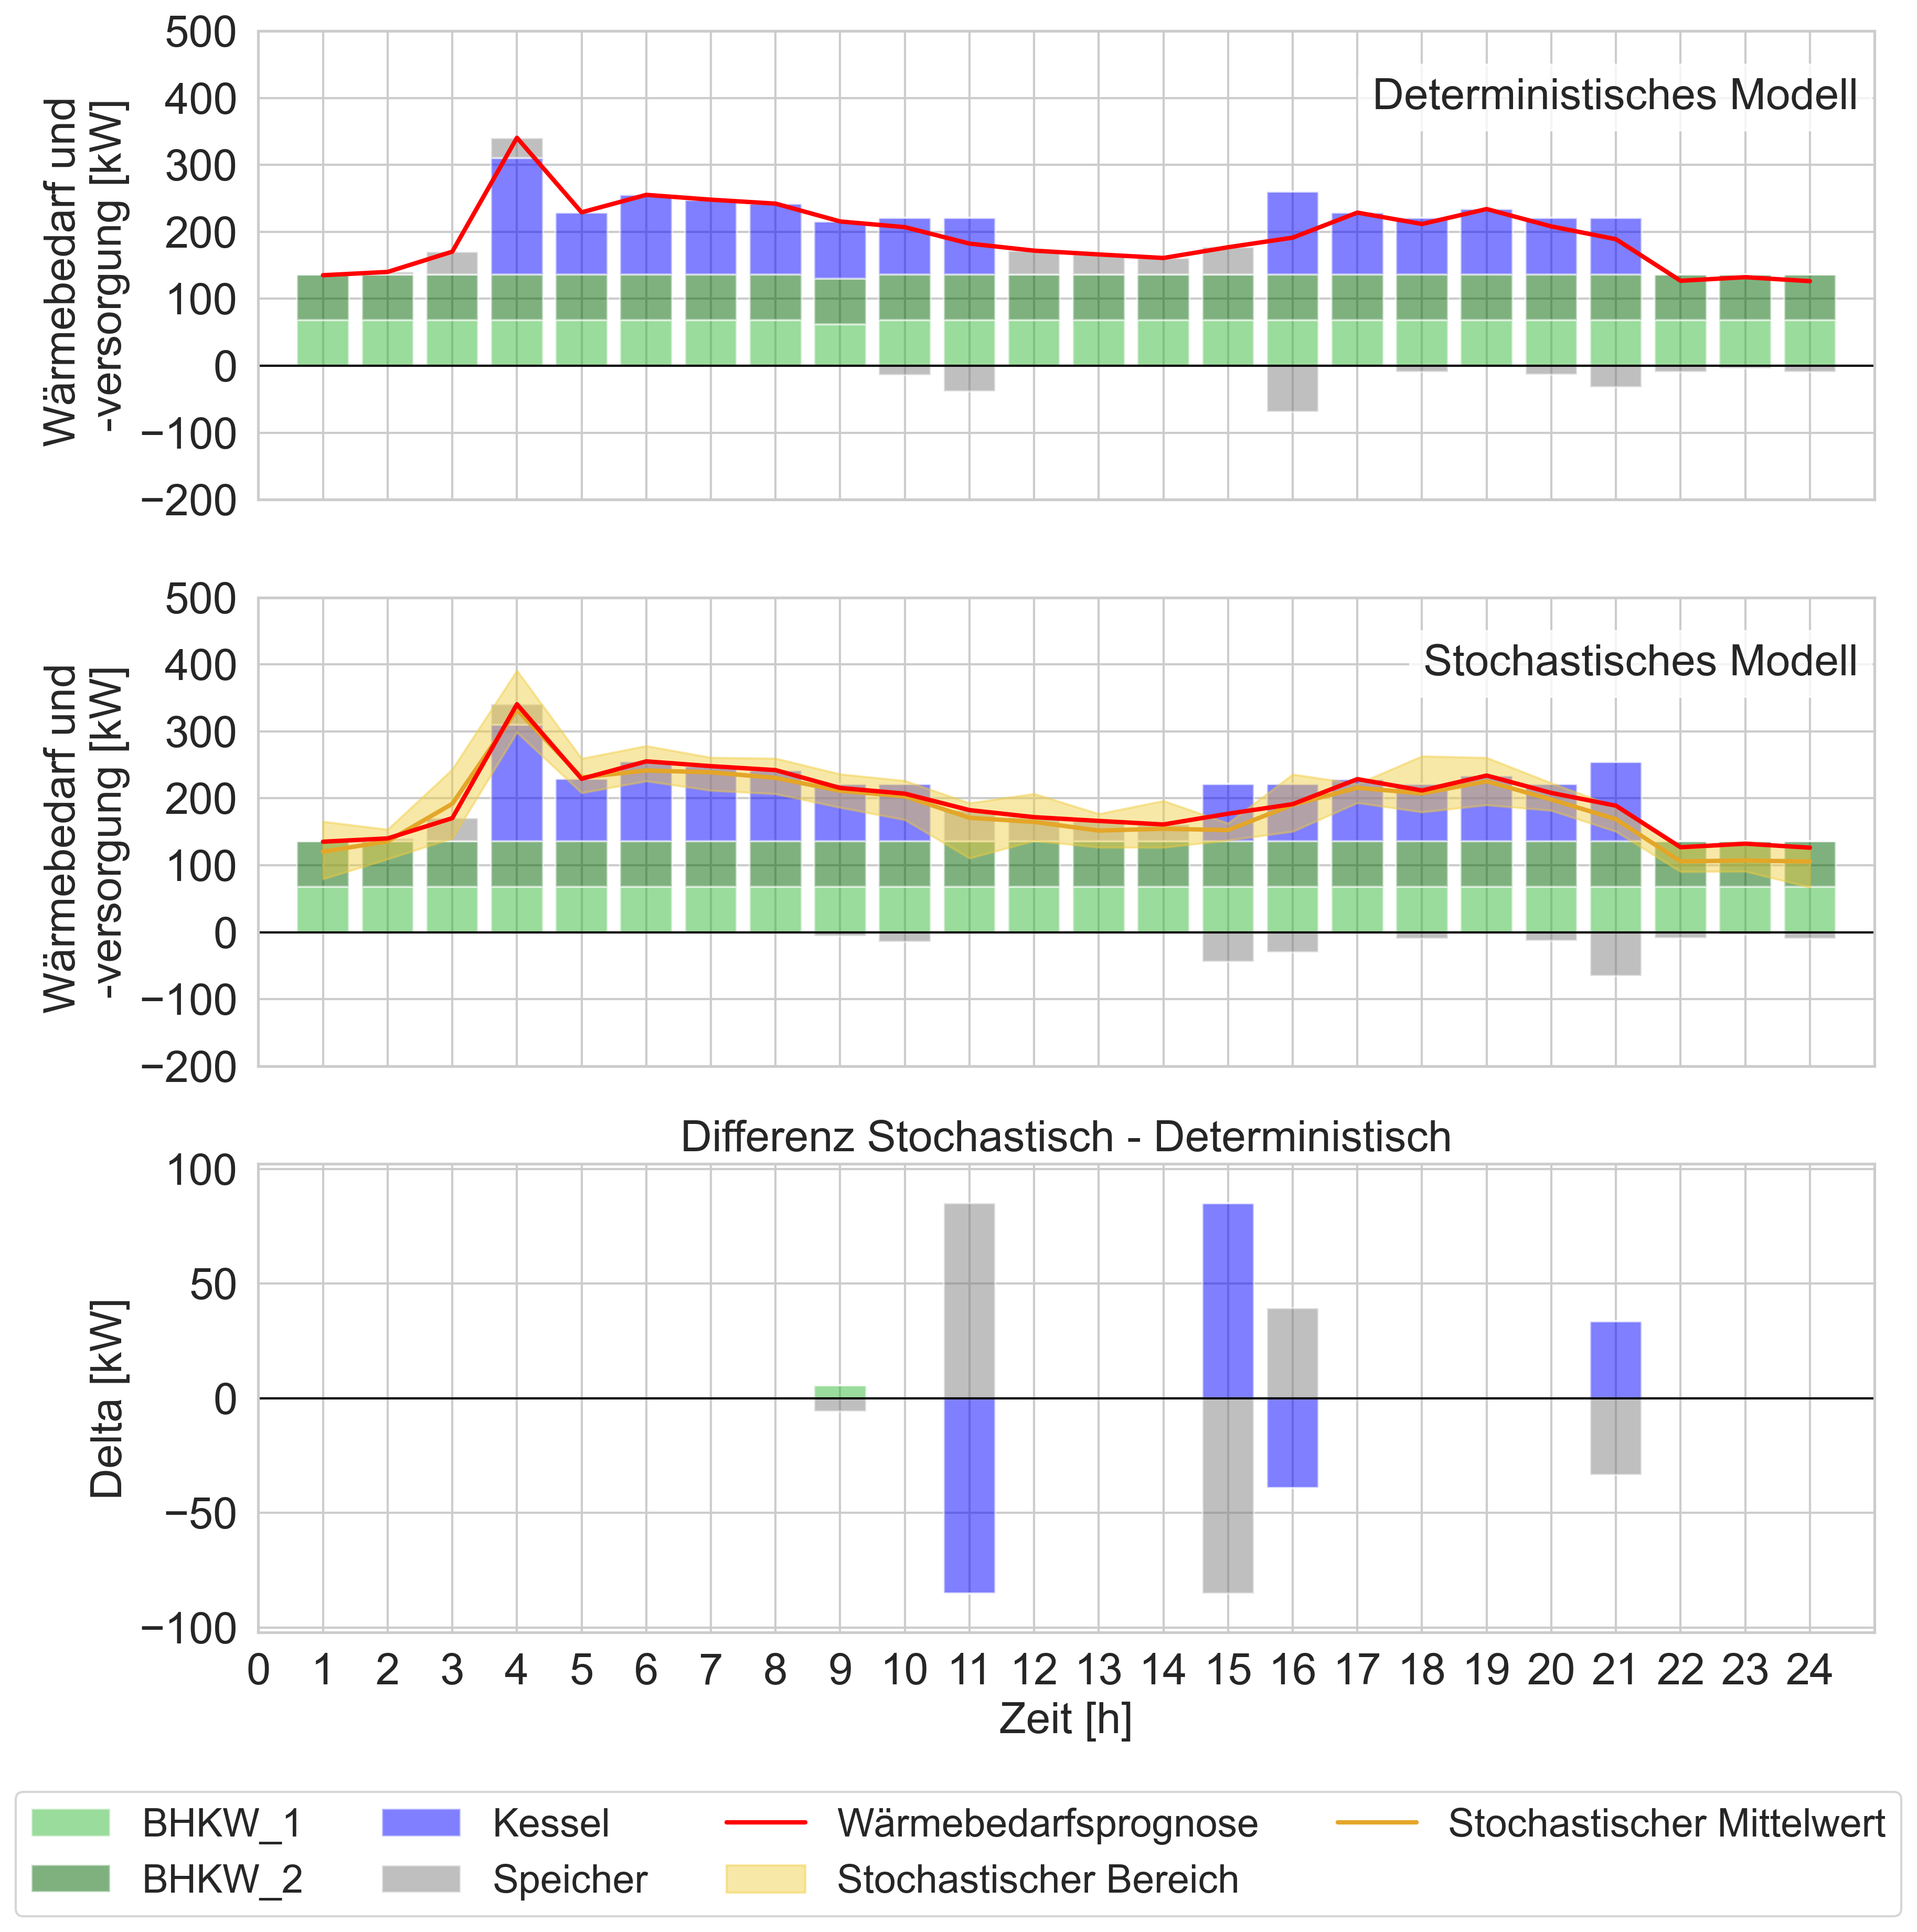 500
400
300
200
100
0
−100
−200
Wärmebedarf und
-versorgung [kW]
Deterministisches Modell
500
400
300
200
100
0
−100
−200
Wärmebedarf und
-versorgung [kW]
Stochastisches Modell
Differenz Stochastisch - Deterministisch
100
50
0
−50
−100
Delta [kW]
0 1 2 3 4 5 6 7 8 9 10 11 12 13 14 15 16 17 18 19 20 21 22 23 24
Zeit [h]
BHKW_1 Kessel Wärmebedarfsprognose Stochastischer Mittelwert
BHKW_2 Speicher Stochastischer Bereich